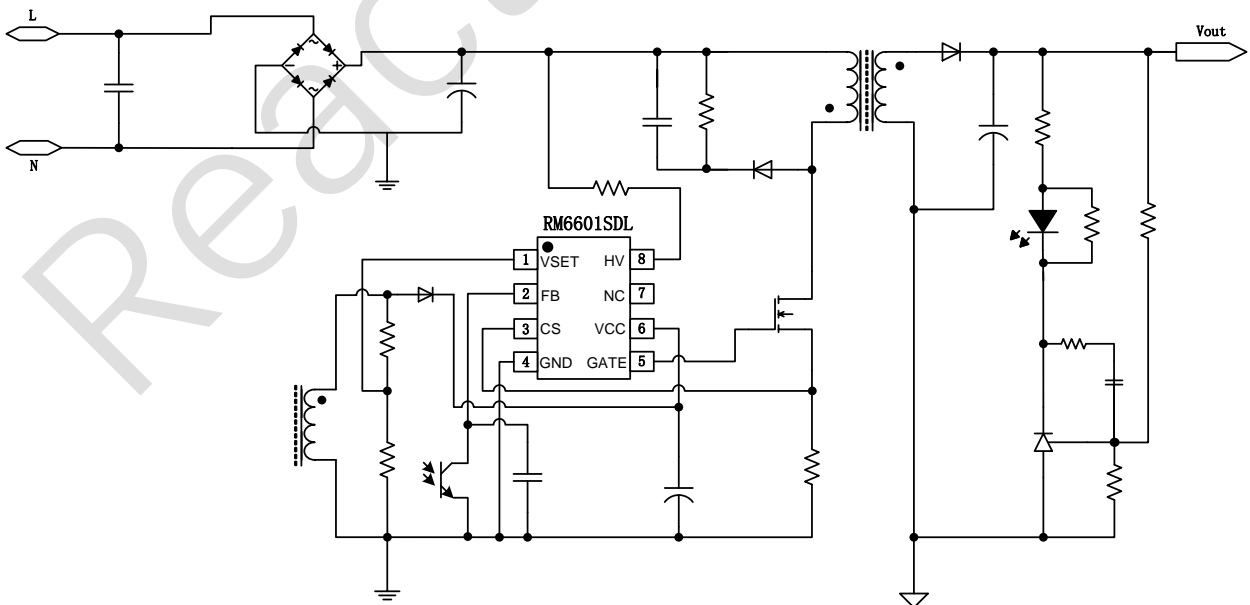 L
Vout
N
RM6601SDL
1 VSET HV 8
2 FB NC 7
3 CS VCC 6
4 GND GATE 5